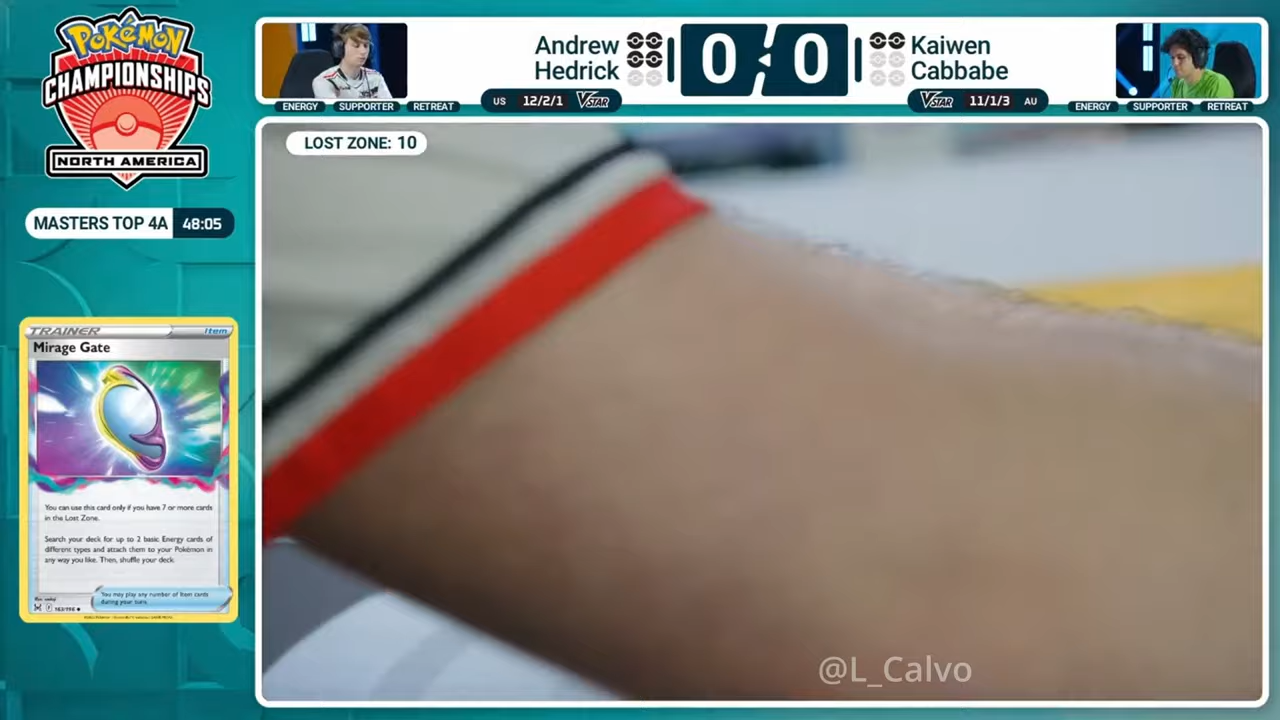 POKÉMON
CHAMPIONSHIPS
NORTH AMERICA
MASTERS TOP 4A 48:05
Andrew
Hedrick
0 0
Kaiwen
Cabbabe
ENERGY SUPPORTER RETREAT
US 12/2/1 VSTAR
VSTAR 11/1/3 AU
ENERGY SUPPORTER RETREAT
LOST ZONE: 10
TRAINER Item
Mirage Gate
You can use this card only if you have 7 or more cards
in the Lost Zone.
Search your deck for up to 2 basic Energy cards of
different types and attach them to your Pokémon in
any way you like. Then, shuffle your deck.
You may play any number of Item cards
during your turn.
163/196
@L_Calvo